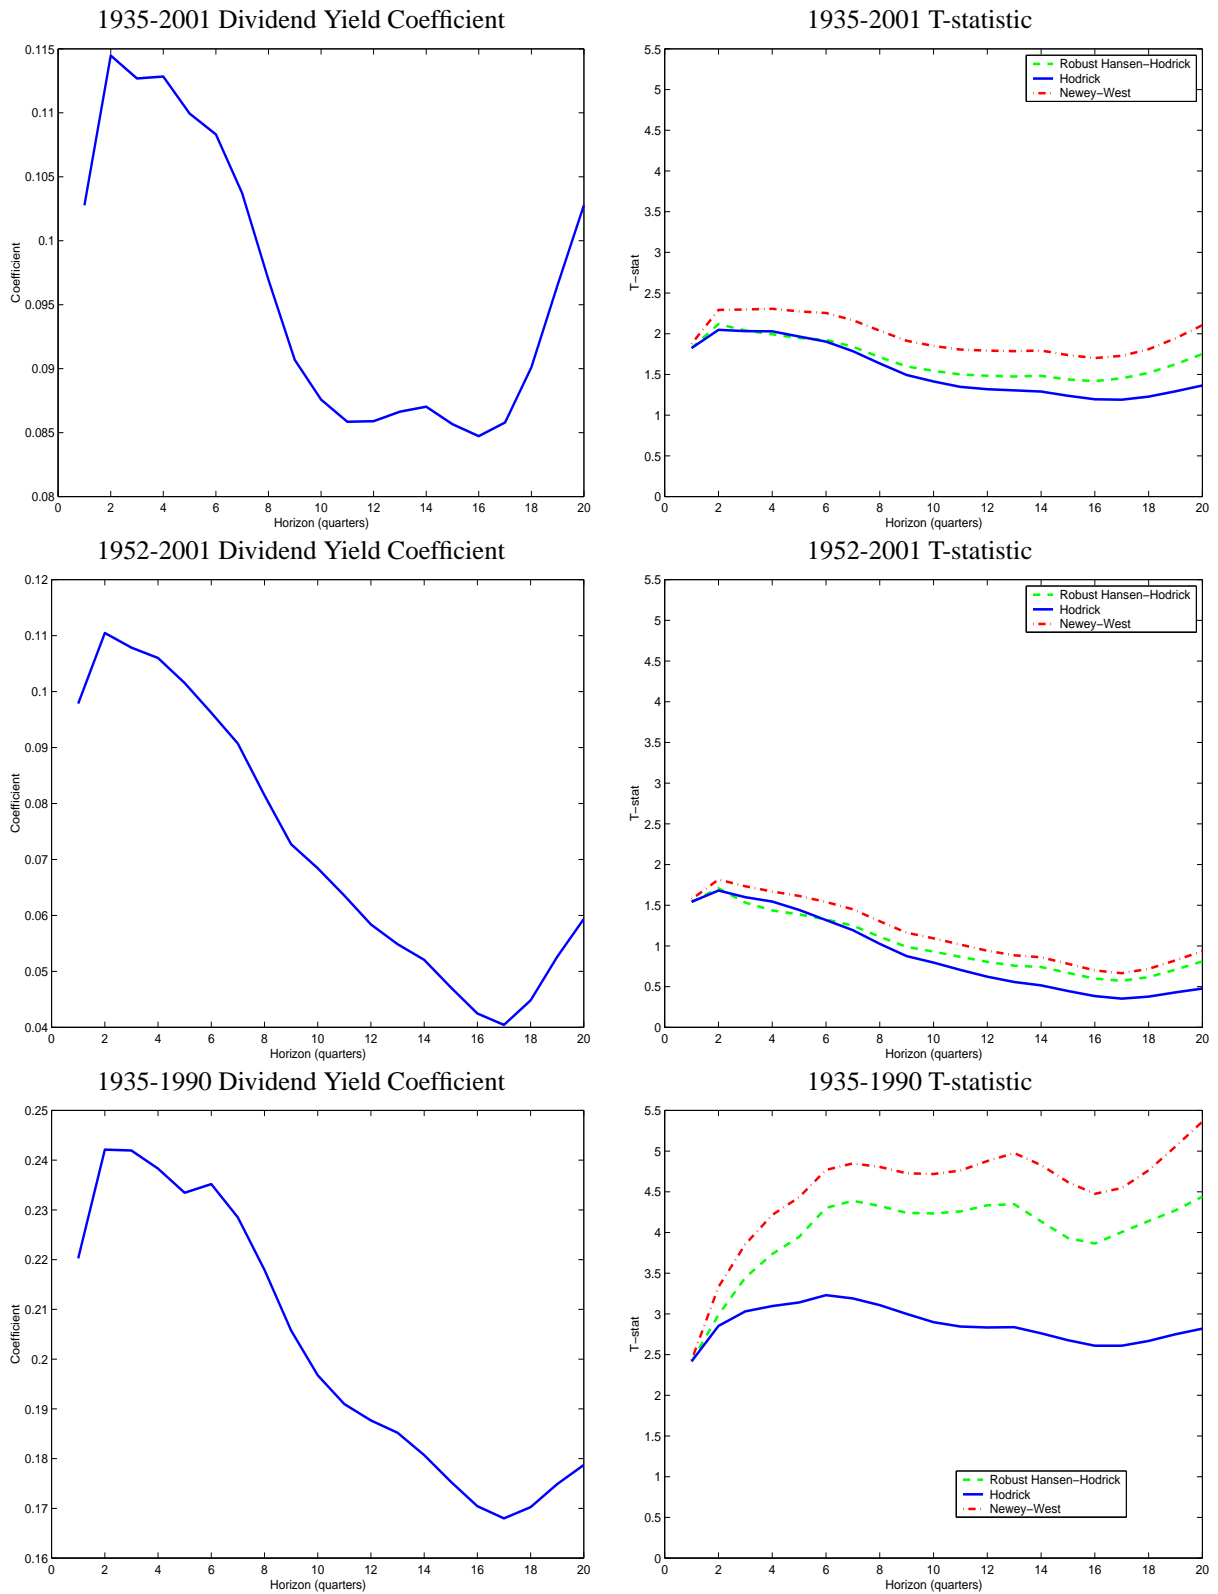 1935-2001 Dividend Yield Coefficient
0.115
0.11
0.105
0.1
0.095
0.09
0.085
0.08
Coefficient
0 2 4 6 8 10 12 14 16 18 20
Horizon (quarters)
1935-2001 T-statistic
5.5
5
4.5
4
3.5
3
2.5
2
1.5
1
0.5
0
T-stat
Robust Hansen-Hodrick
Hodrick
Newey-West
0 2 4 6 8 10 12 14 16 18 20
Horizon (quarters)
1952-2001 Dividend Yield Coefficient
0.12
0.11
0.1
0.09
0.08
0.07
0.06
0.05
0.04
Coefficient
0 2 4 6 8 10 12 14 16 18 20
Horizon (quarters)
1952-2001 T-statistic
5.5
5
4.5
4
3.5
3
2.5
2
1.5
1
0.5
0
T-stat
Robust Hansen-Hodrick
Hodrick
Newey-West
0 2 4 6 8 10 12 14 16 18 20
Horizon (quarters)
1935-1990 Dividend Yield Coefficient
0.25
0.24
0.23
0.22
0.21
0.2
0.19
0.18
0.17
0.16
Coefficient
0 2 4 6 8 10 12 14 16 18 20
Horizon (quarters)
1935-1990 T-statistic
5.5
5
4.5
4
3.5
3
2.5
2
1.5
1
0.5
0
T-stat
Robust Hansen-Hodrick
Hodrick
Newey-West
0 2 4 6 8 10 12 14 16 18 20
Horizon (quarters)